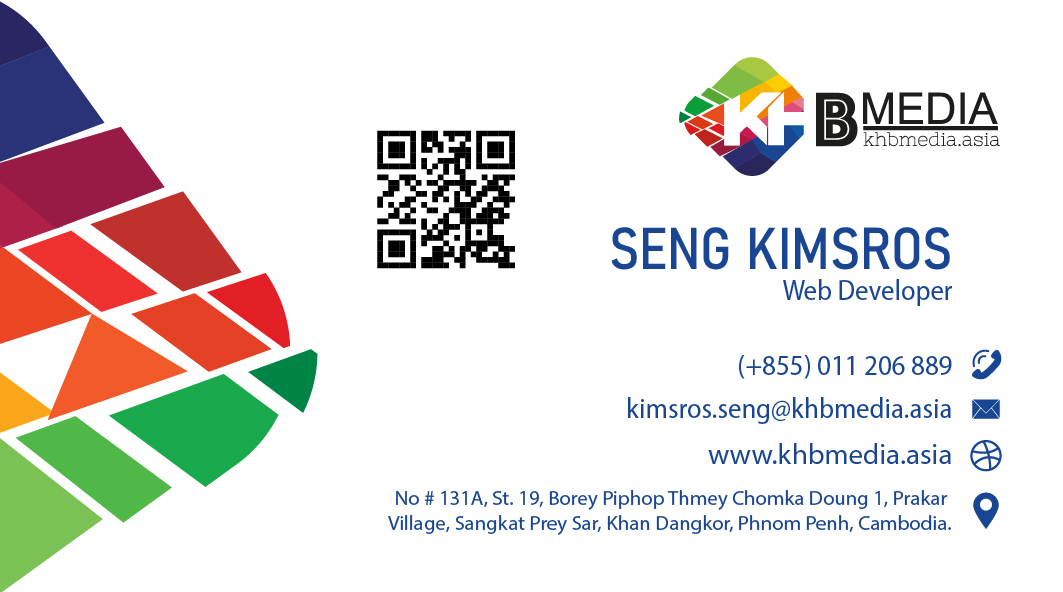 KH B MEDIA
khbmedia.asia
SENG KIMSROS
Web Developer
(+855) 011 206 889
kimsros.seng@khbmedia.asia
www.khbmedia.asia
No # 131A, St. 19, Borey Piphop Thmey Chomka Doung 1, Prakar
Village, Sangkat Prey Sar, Khan Dangkor, Phnom Penh, Cambodia.